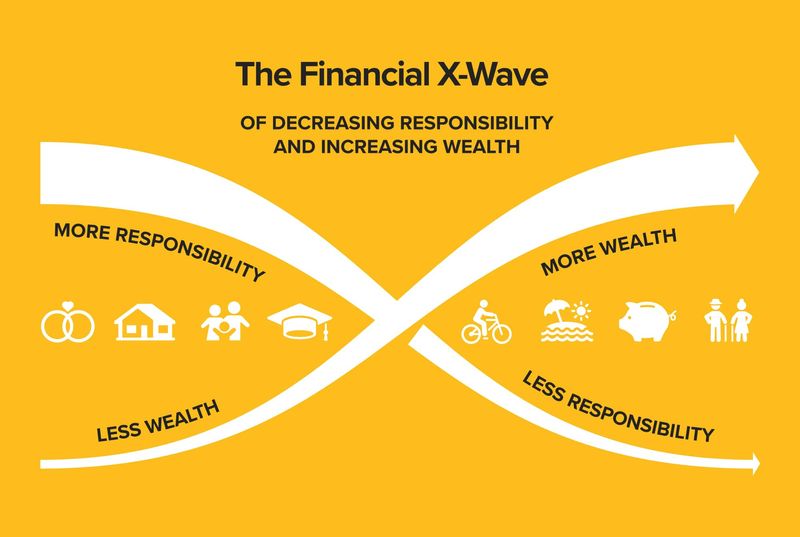 The Financial X-Wave
OF DECREASING RESPONSIBILITY
AND INCREASING WEALTH
MORE RESPONSIBILITY
MORE WEALTH
LESS WEALTH
LESS RESPONSIBILITY